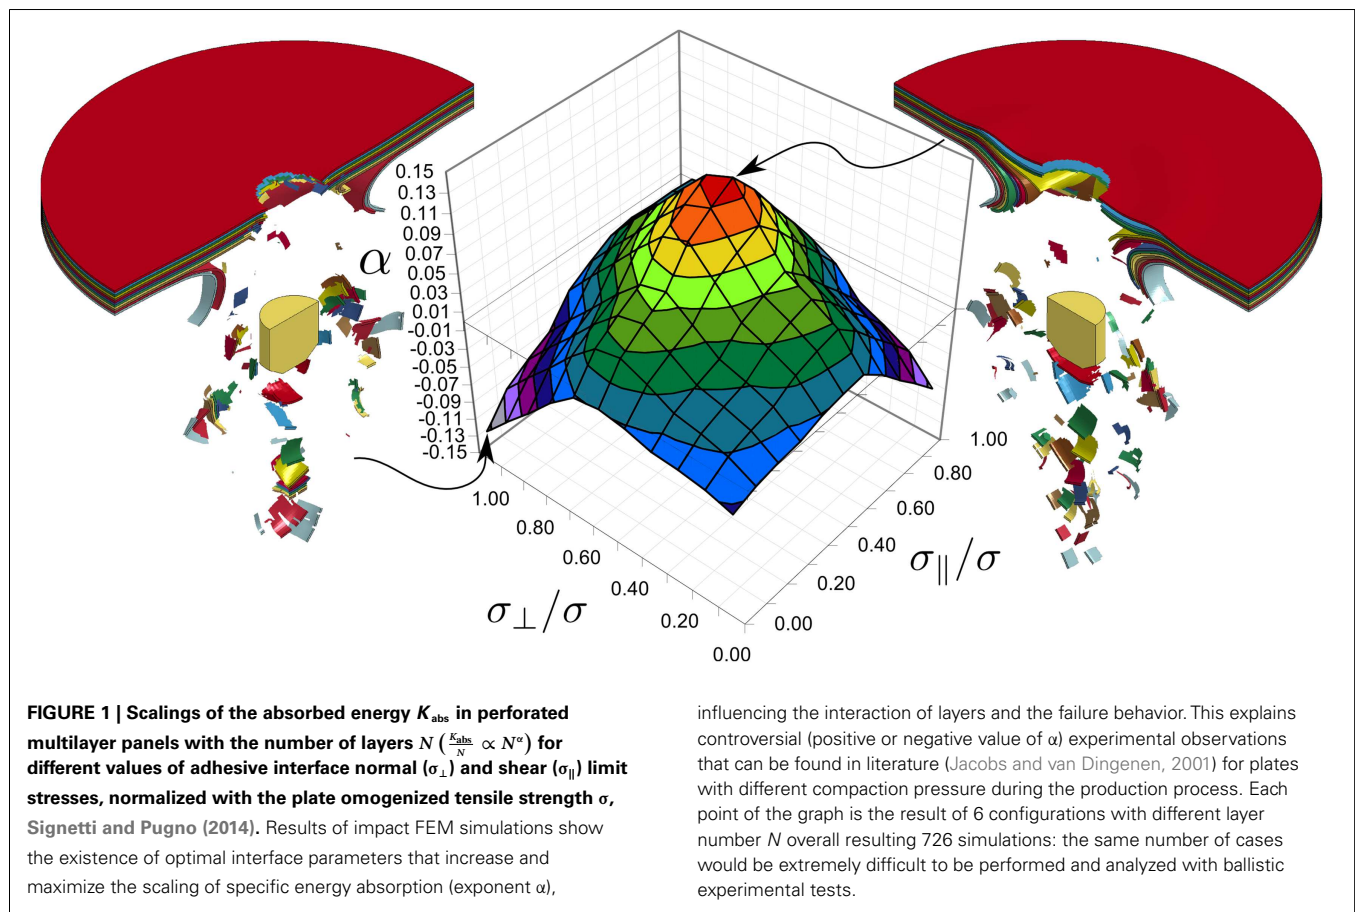 0.15
0.13
0.11
0.09
0.07
0.05
0.03
0.01
-0.01
-0.03
-0.05
-0.07
-0.09
-0.11
-0.13
-0.15
α
1.00
0.80
0.60
0.40
0.20
0.00
σ⊥/σ
0.00
0.20
0.40
0.60
0.80
1.00
σ∥/σ
FIGURE 1 | Scalings of the absorbed energy Kabs in perforated
multilayer panels with the number of layers N (Kabs/N ∝ Nα) for
different values of adhesive interface normal (σ⊥) and shear (σ∥) limit
stresses, normalized with the plate omogenized tensile strength σ,
Signetti and Pugno (2014). Results of impact FEM simulations show
the existence of optimal interface parameters that increase and
maximize the scaling of specific energy absorption (exponent α),
influencing the interaction of layers and the failure behavior. This explains
controversial (positive or negative value of α) experimental observations
that can be found in literature (Jacobs and van Dingenen, 2001) for plates
with different compaction pressure during the production process. Each
point of the graph is the result of 6 configurations with different layer
number N overall resulting 726 simulations: the same number of cases
would be extremely difficult to be performed and analyzed with ballistic
experimental tests.